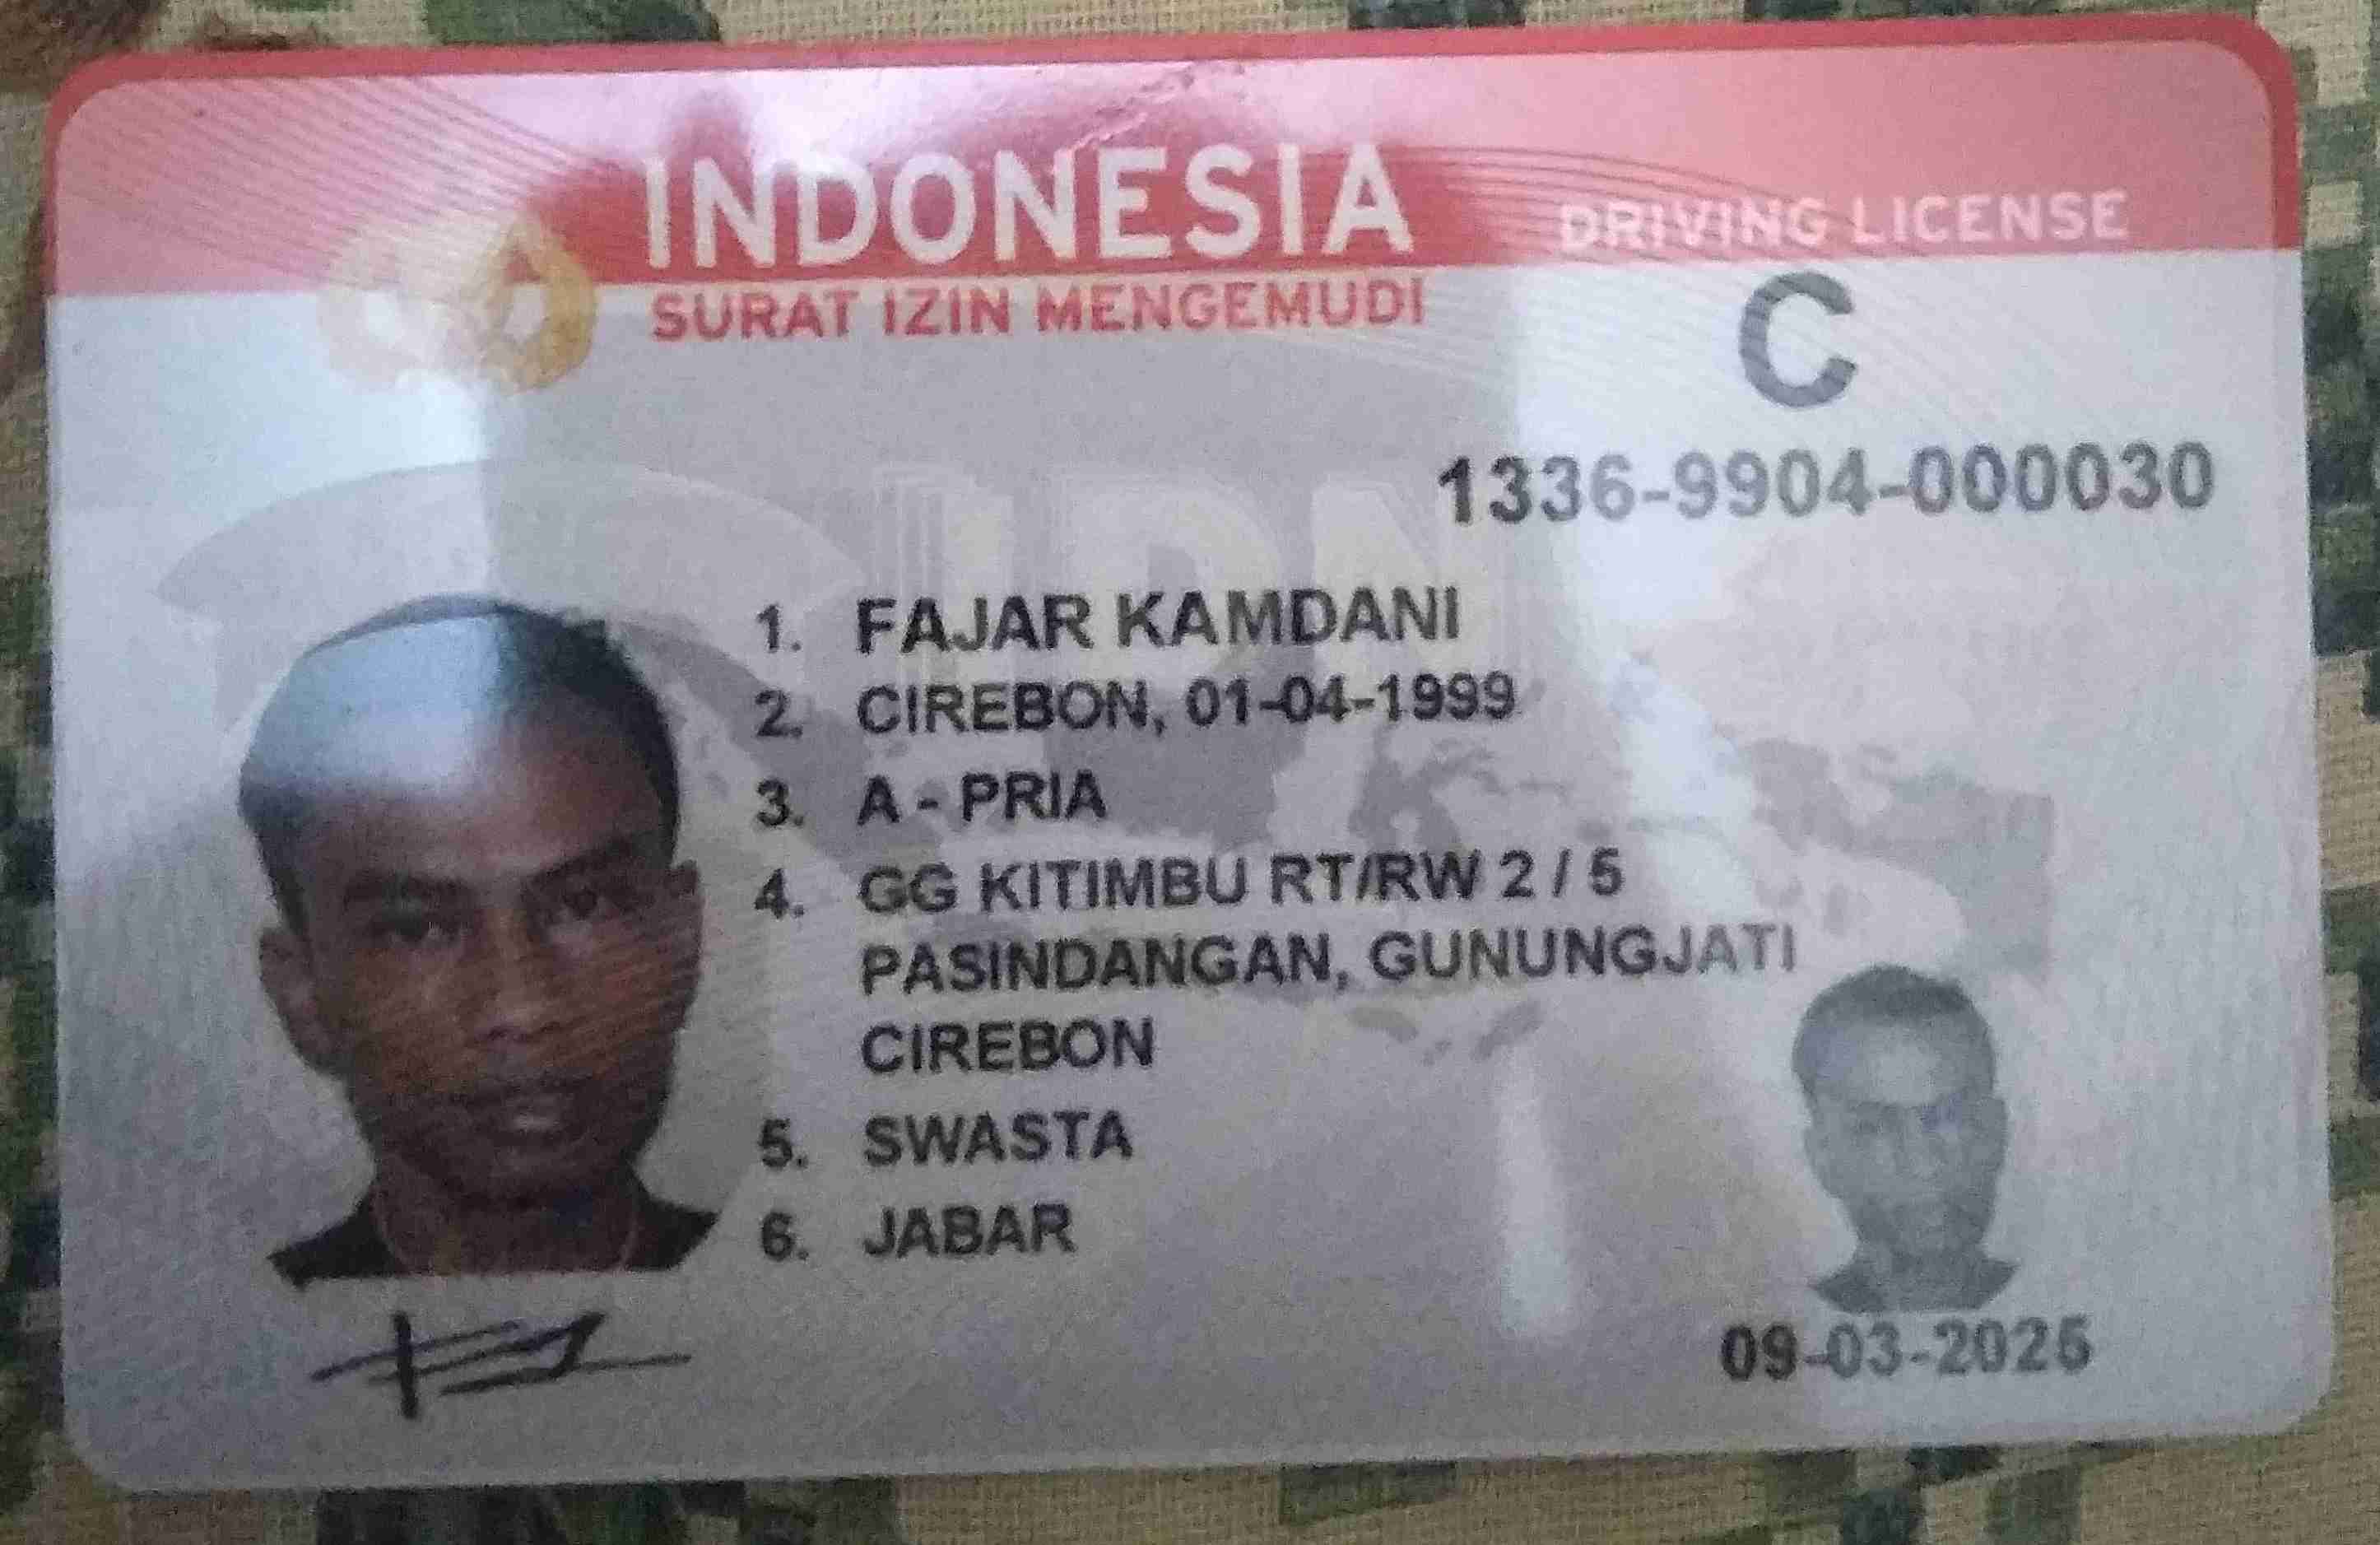 INDONESIA
DRIVING LICENSE
SURAT IZIN MENGEMUDI
C
1336-9904-000030
1. FAJAR KAMDANI
2. CIREBON, 01-04-1999
3. A - PRIA
4. GG KITIMBU RT/RW 2 / 5
PASINDANGAN, GUNUNGJATI
CIREBON
5. SWASTA
6. JABAR
09-03-2025